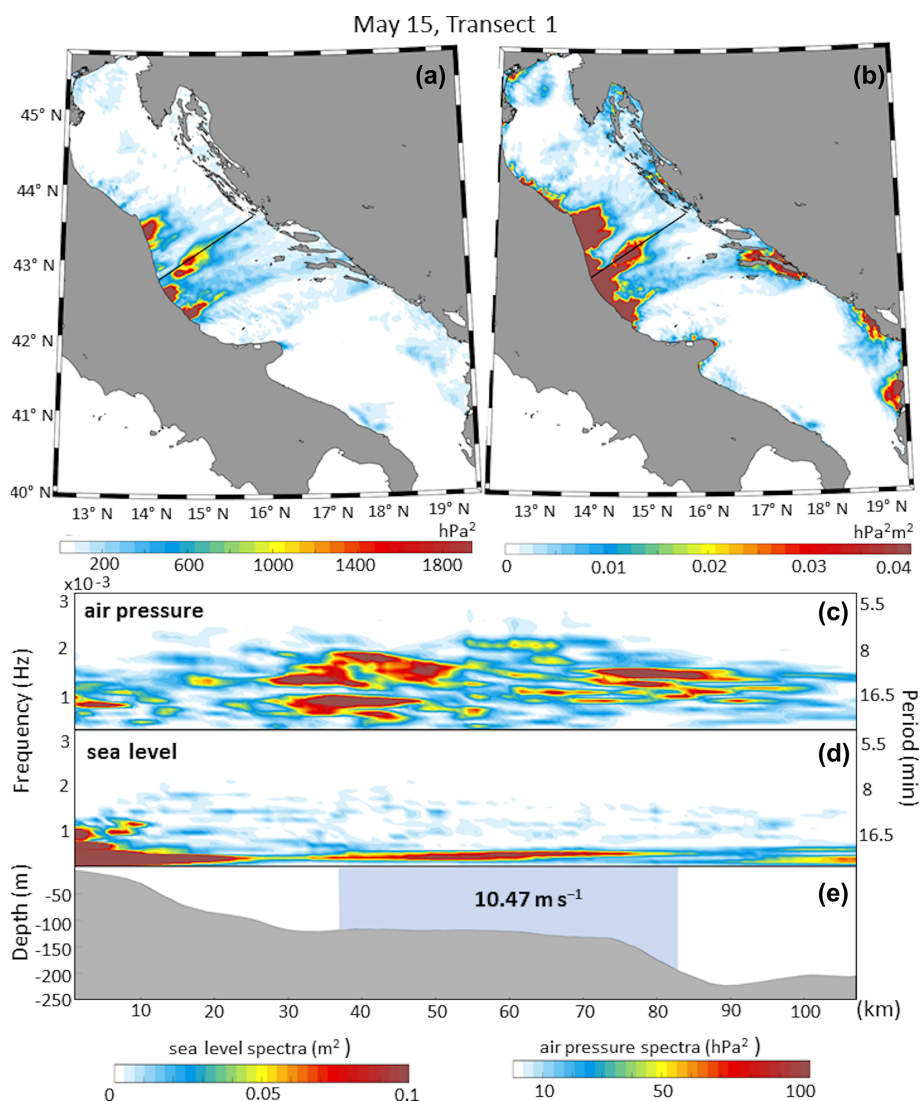 May 15, Transect 1
(a)
(b)
45° N
44° N
43° N
42° N
41° N
40° N
13° N 14° N 15° N 16° N 17° N 18° N 19° N
13° N 14° N 15° N 16° N 17° N 18° N 19° N
hPa²
200 600 1000 1400 1800
hPa²m²
0 0.01 0.02 0.03 0.04
x10⁻³
air pressure
(c)
3
2
1
5.5
8
16.5
Frequency (Hz)
Period (min)
sea level
(d)
3
2
1
5.5
8
16.5
Depth (m)
-50
-100
-150
-200
-250
10.47 m s⁻¹
(e)
10 20 30 40 50 60 70 80 90 100 (km)
sea level spectra (m²)
0 0.05 0.1
air pressure spectra (hPa²)
10 50 100